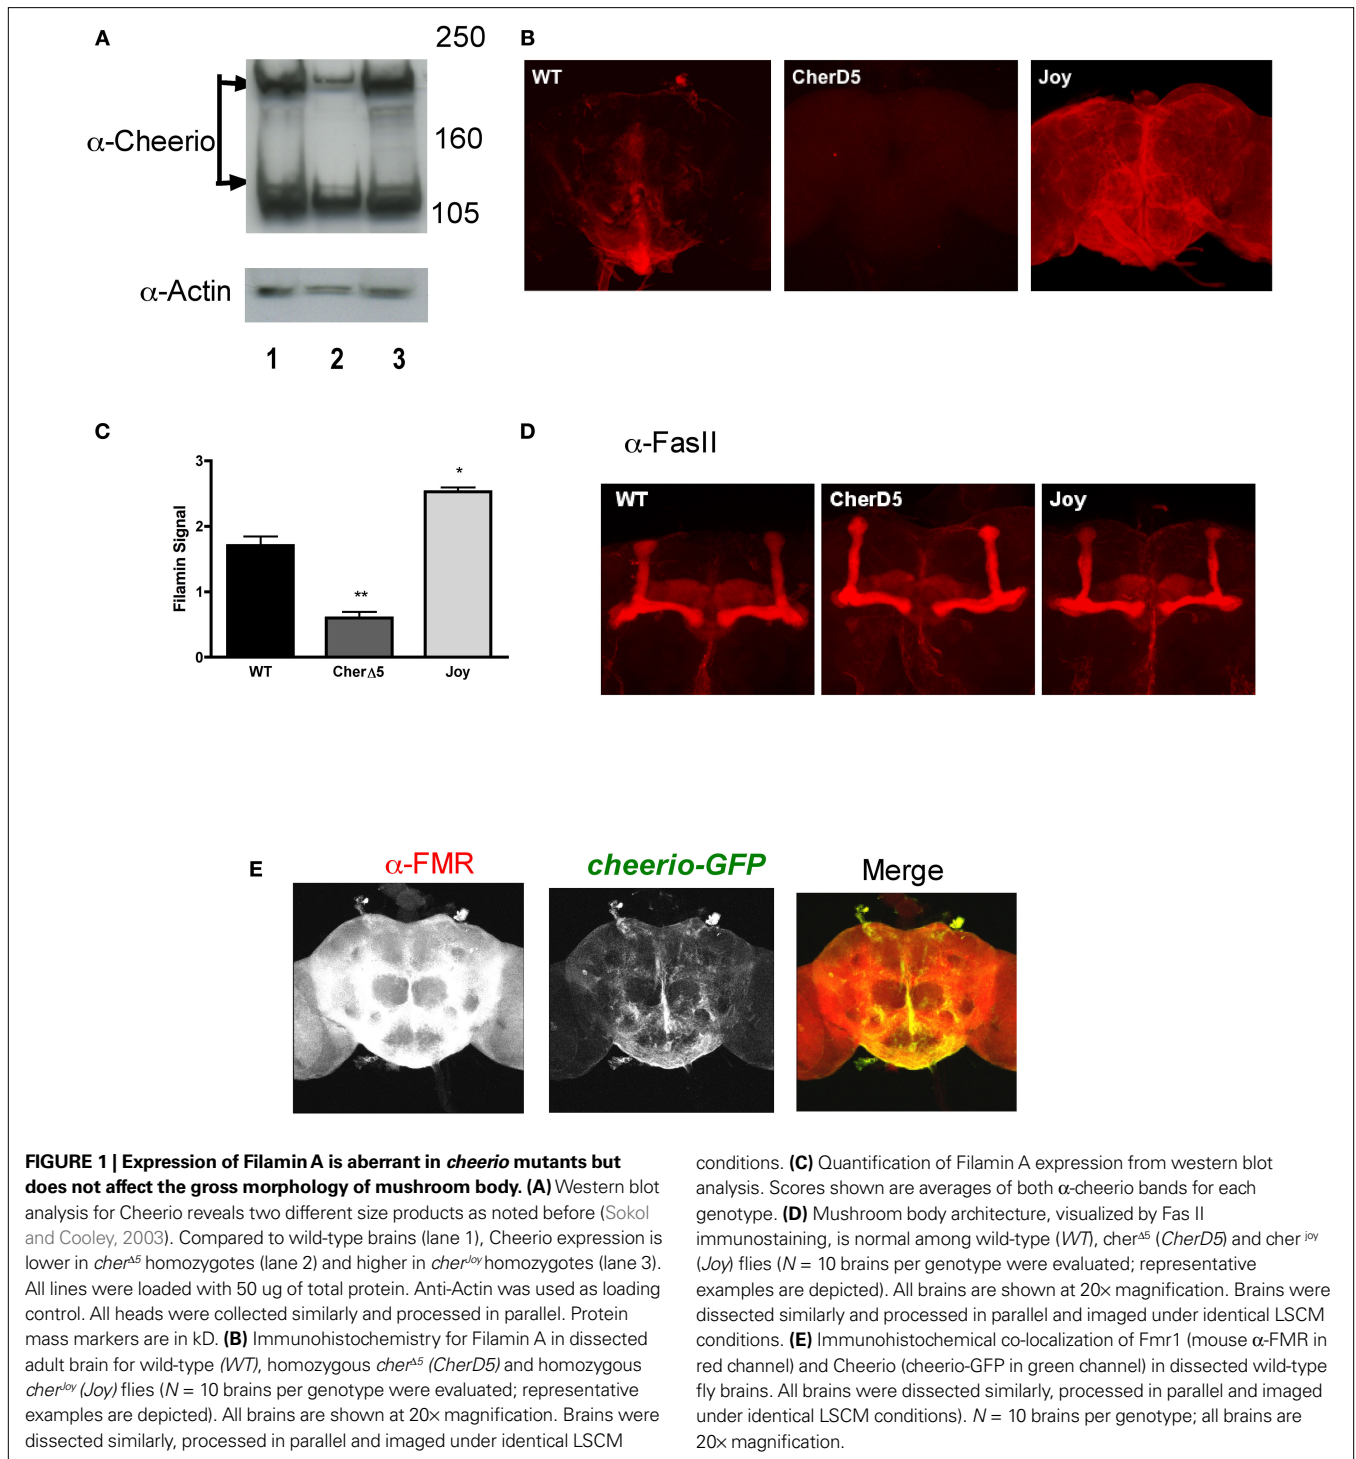 A
250
α-Cheerio
160
105
α-Actin
1 2 3
B
WT
CherD5
Joy
C
3
2
1
0
Filamin Signal
**
*
WT CherΔ5 Joy
D
α-FasII
WT
CherD5
Joy
E
α-FMR
cheerio-GFP
Merge
FIGURE 1 | Expression of Filamin A is aberrant in cheerio mutants but
does not affect the gross morphology of mushroom body. (A) Western blot
analysis for Cheerio reveals two different size products as noted before (Sokol
and Cooley, 2003). Compared to wild-type brains (lane 1), Cheerio expression is
lower in cherΔ5 homozygotes (lane 2) and higher in cherJoy homozygotes (lane 3).
All lines were loaded with 50 ug of total protein. Anti-Actin was used as loading
control. All heads were collected similarly and processed in parallel. Protein
mass markers are in kD. (B) Immunohistochemistry for Filamin A in dissected
adult brain for wild-type (WT), homozygous cherΔ5 (CherD5) and homozygous
cherJoy (Joy) flies (N = 10 brains per genotype were evaluated; representative
examples are depicted). All brains are shown at 20× magnification. Brains were
dissected similarly, processed in parallel and imaged under identical LSCM
conditions. (C) Quantification of Filamin A expression from western blot
analysis. Scores shown are averages of both α-cheerio bands for each
genotype. (D) Mushroom body architecture, visualized by Fas II
immunostaining, is normal among wild-type (WT), cherΔ5 (CherD5) and cher joy
(Joy) flies (N = 10 brains per genotype were evaluated; representative
examples are depicted). All brains are shown at 20× magnification. Brains were
dissected similarly and processed in parallel and imaged under identical LSCM
conditions. (E) Immunohistochemical co-localization of Fmr1 (mouse α-FMR in
red channel) and Cheerio (cheerio-GFP in green channel) in dissected wild-type
fly brains. All brains were dissected similarly, processed in parallel and imaged
under identical LSCM conditions). N = 10 brains per genotype; all brains are
20× magnification.